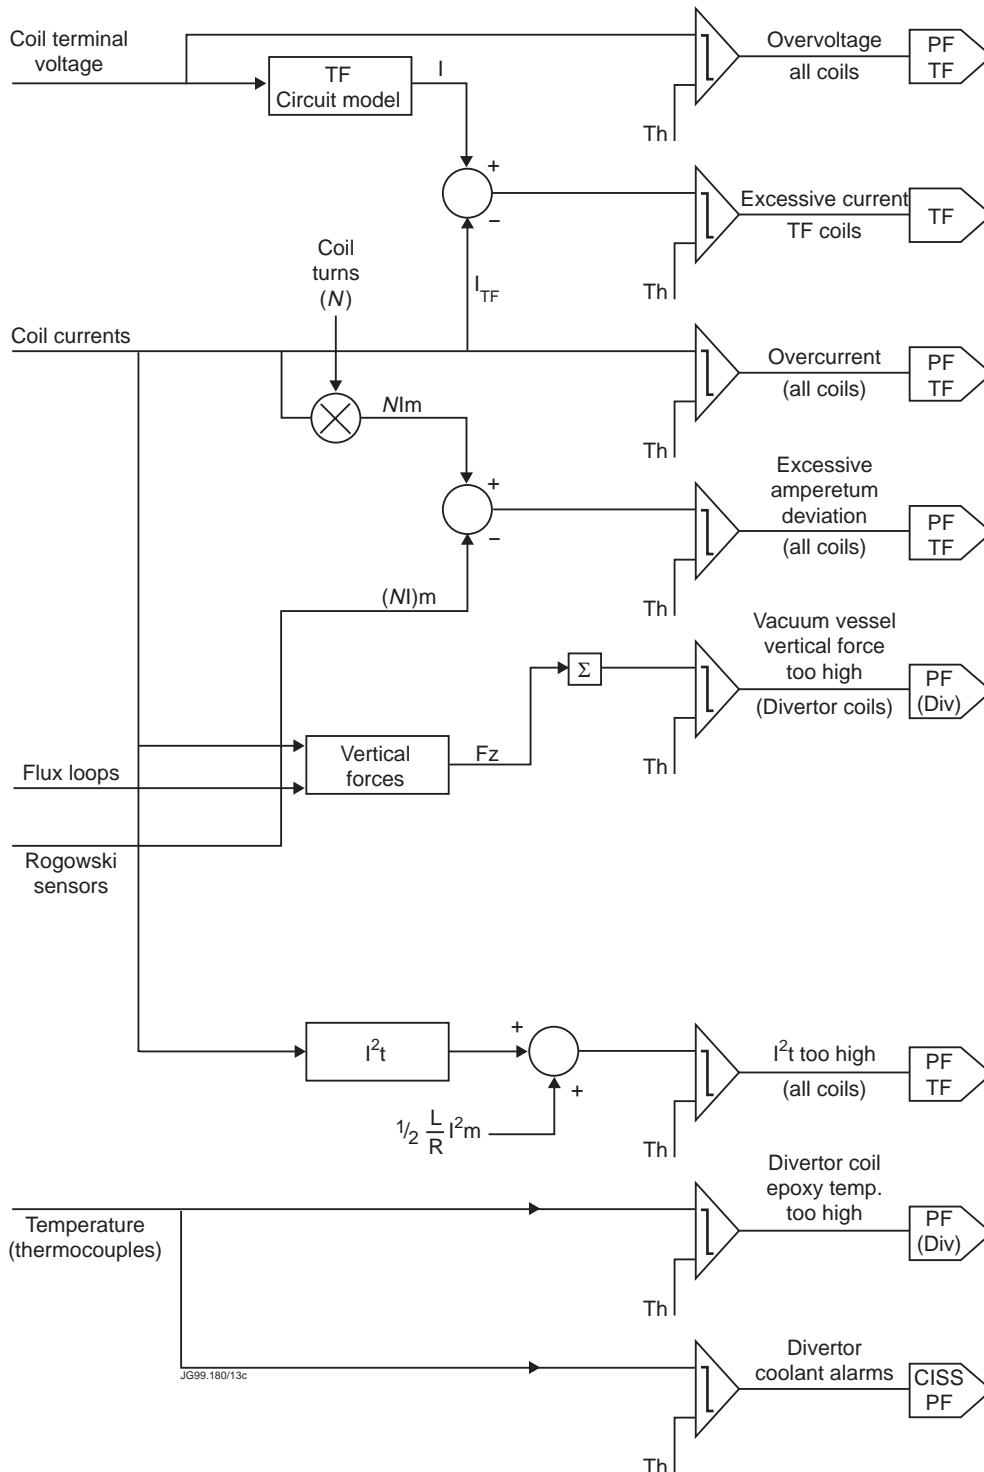 Coil terminal
voltage
TF
Circuit model
I
Th
Overvoltage
all coils
PF
TF
+
−
Th
Excessive current
TF coils
TF
Coil
turns
(N)
I_TF
Coil currents
Th
Overcurrent
(all coils)
PF
TF
NIm
+
−
(NI)m
Th
Excessive
amperetum
deviation
(all coils)
PF
TF
Σ
Vacuum vessel
vertical force
too high
(Divertor coils)
PF
(Div)
Th
Flux loops
Vertical
forces
Fz
Rogowski
sensors
I²t
+
+
1/2 L/R I²m
Th
I²t too high
(all coils)
PF
TF
Temperature
(thermocouples)
Th
Divertor coil
epoxy temp.
too high
PF
(Div)
JG99.180/13c
Th
Divertor
coolant alarms
CISS
PF